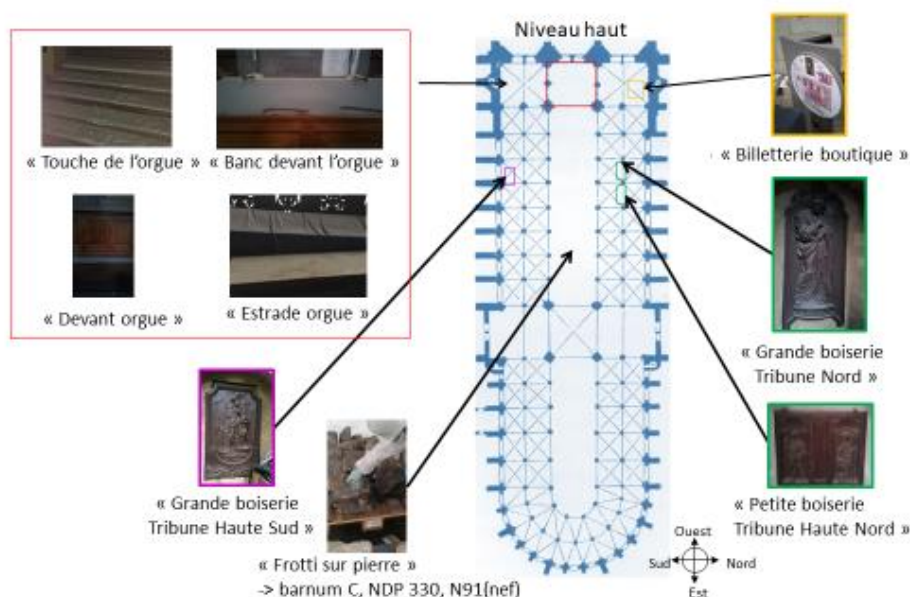 Niveau haut
« Touche de l'orgue »
« Banc devant l'orgue »
« Billetterie boutique »
« Devant orgue »
« Estrade orgue »
« Grande boiserie
Tribune Nord »
« Grande boiserie
Tribune Haute Sud »
« Petite boiserie
Tribune Haute Nord »
« Frotti sur pierre »
-> barnum C, NDP 330, N91(nef)
Ouest
Sud
Nord
Est